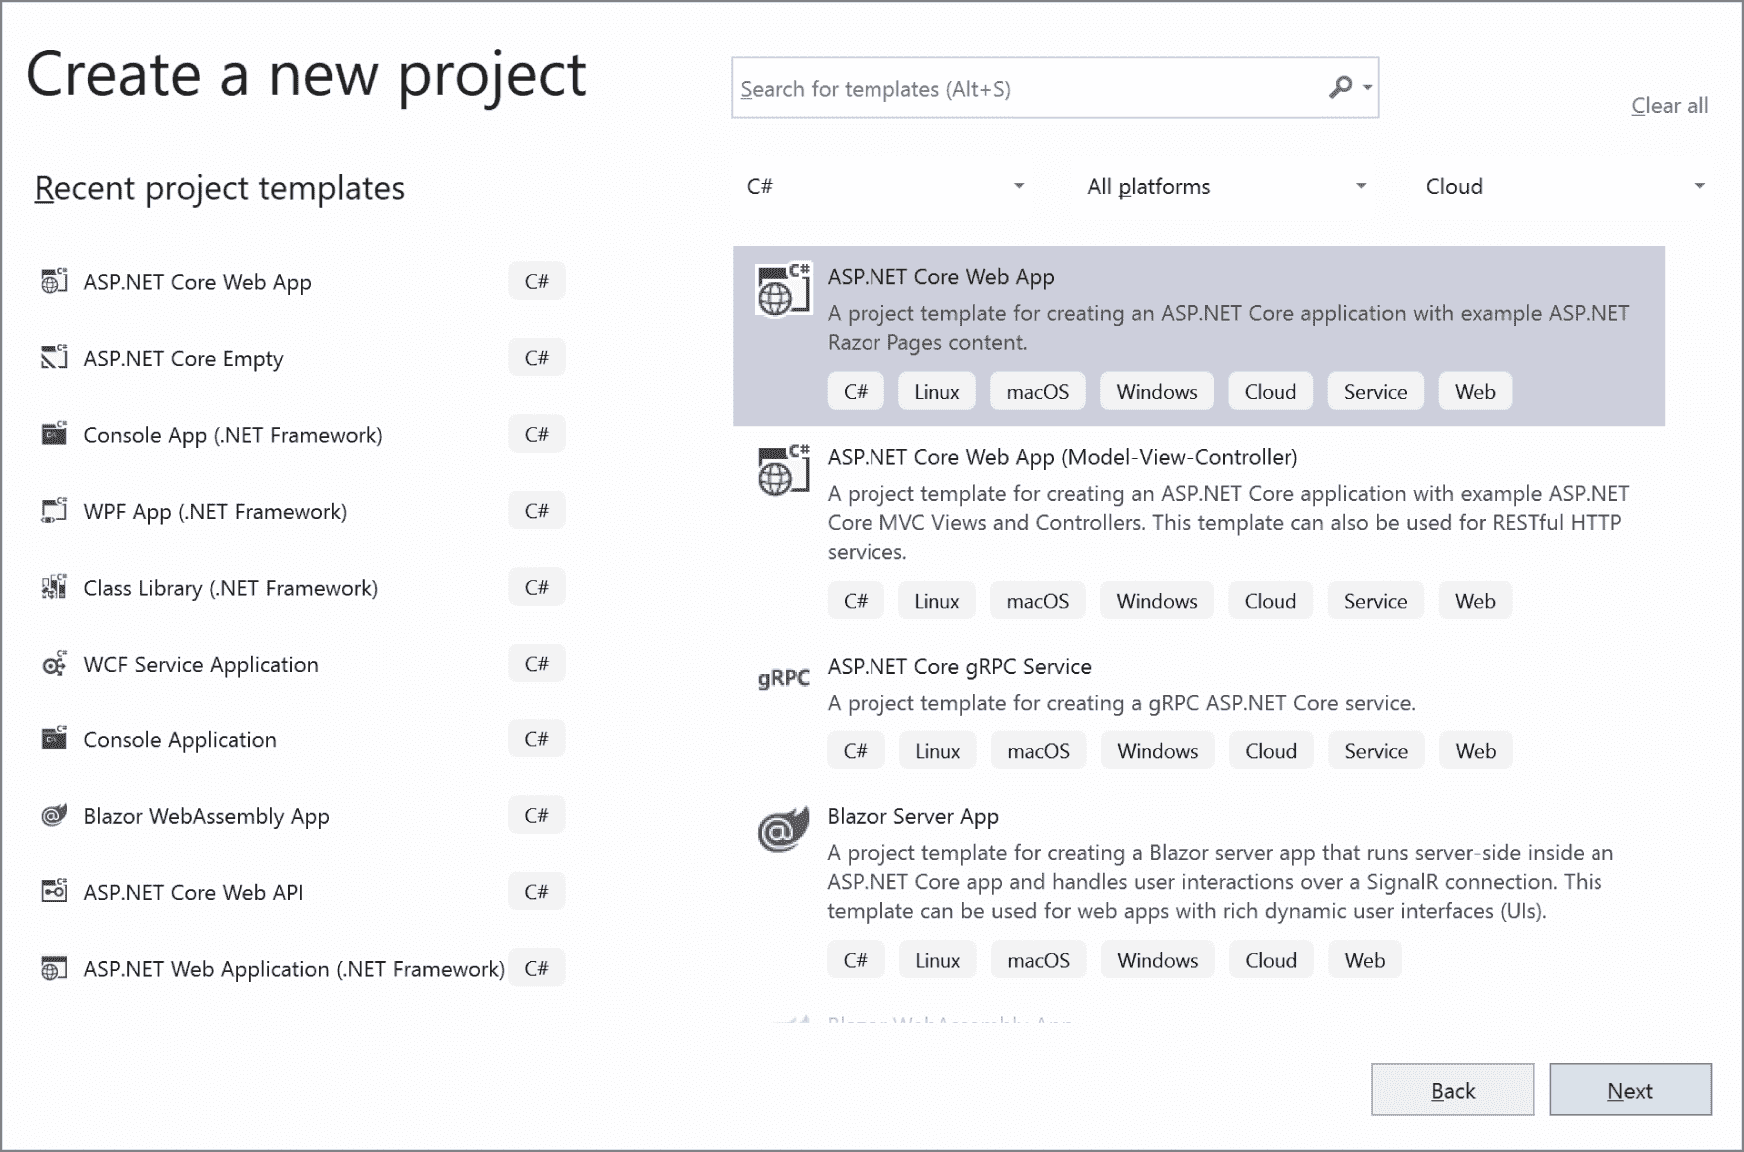 Create a new project
Search for templates (Alt+S)
Clear all
Recent project templates
C#
All platforms
Cloud
ASP.NET Core Web App
C#
ASP.NET Core Empty
C#
Console App (.NET Framework)
C#
WPF App (.NET Framework)
C#
Class Library (.NET Framework)
C#
WCF Service Application
C#
Console Application
C#
Blazor WebAssembly App
C#
ASP.NET Core Web API
C#
ASP.NET Web Application (.NET Framework)
C#
ASP.NET Core Web App
A project template for creating an ASP.NET Core application with example ASP.NET
Razor Pages content.
C# Linux macOS Windows Cloud Service Web
ASP.NET Core Web App (Model-View-Controller)
A project template for creating an ASP.NET Core application with example ASP.NET
Core MVC Views and Controllers. This template can also be used for RESTful HTTP
services.
C# Linux macOS Windows Cloud Service Web
gRPC
ASP.NET Core gRPC Service
A project template for creating a gRPC ASP.NET Core service.
C# Linux macOS Windows Cloud Service Web
Blazor Server App
A project template for creating a Blazor server app that runs server-side inside an
ASP.NET Core app and handles user interactions over a SignalR connection. This
template can be used for web apps with rich dynamic user interfaces (UIs).
C# Linux macOS Windows Cloud Web
Blazor WebAssembly App
Back
Next